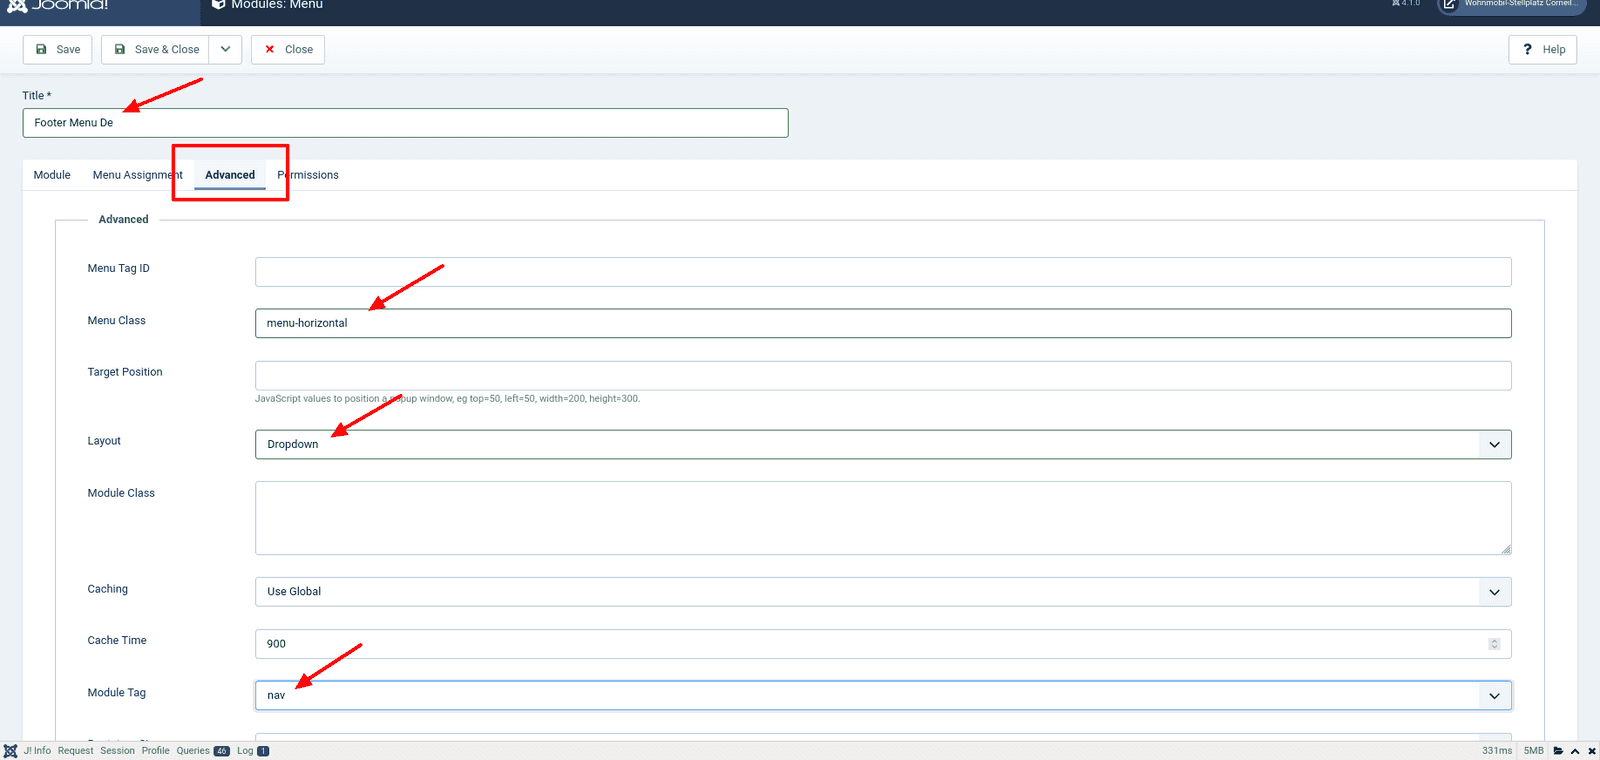 Joomla!
Modules: Menu
4.1.0
Wohnmobil-Stellplatz Corneil...
Save
Save & Close
Close
? Help
Title *
Footer Menu De
Module
Menu Assignment
Advanced
Permissions
Advanced
Menu Tag ID
Menu Class
menu-horizontal
Target Position
JavaScript values to position a popup window, eg top=50, left=50, width=200, height=300.
Layout
Dropdown
Module Class
Caching
Use Global
Cache Time
900
Module Tag
nav
J! Info Request Session Profile Queries 46 Log 1
331ms 5MB